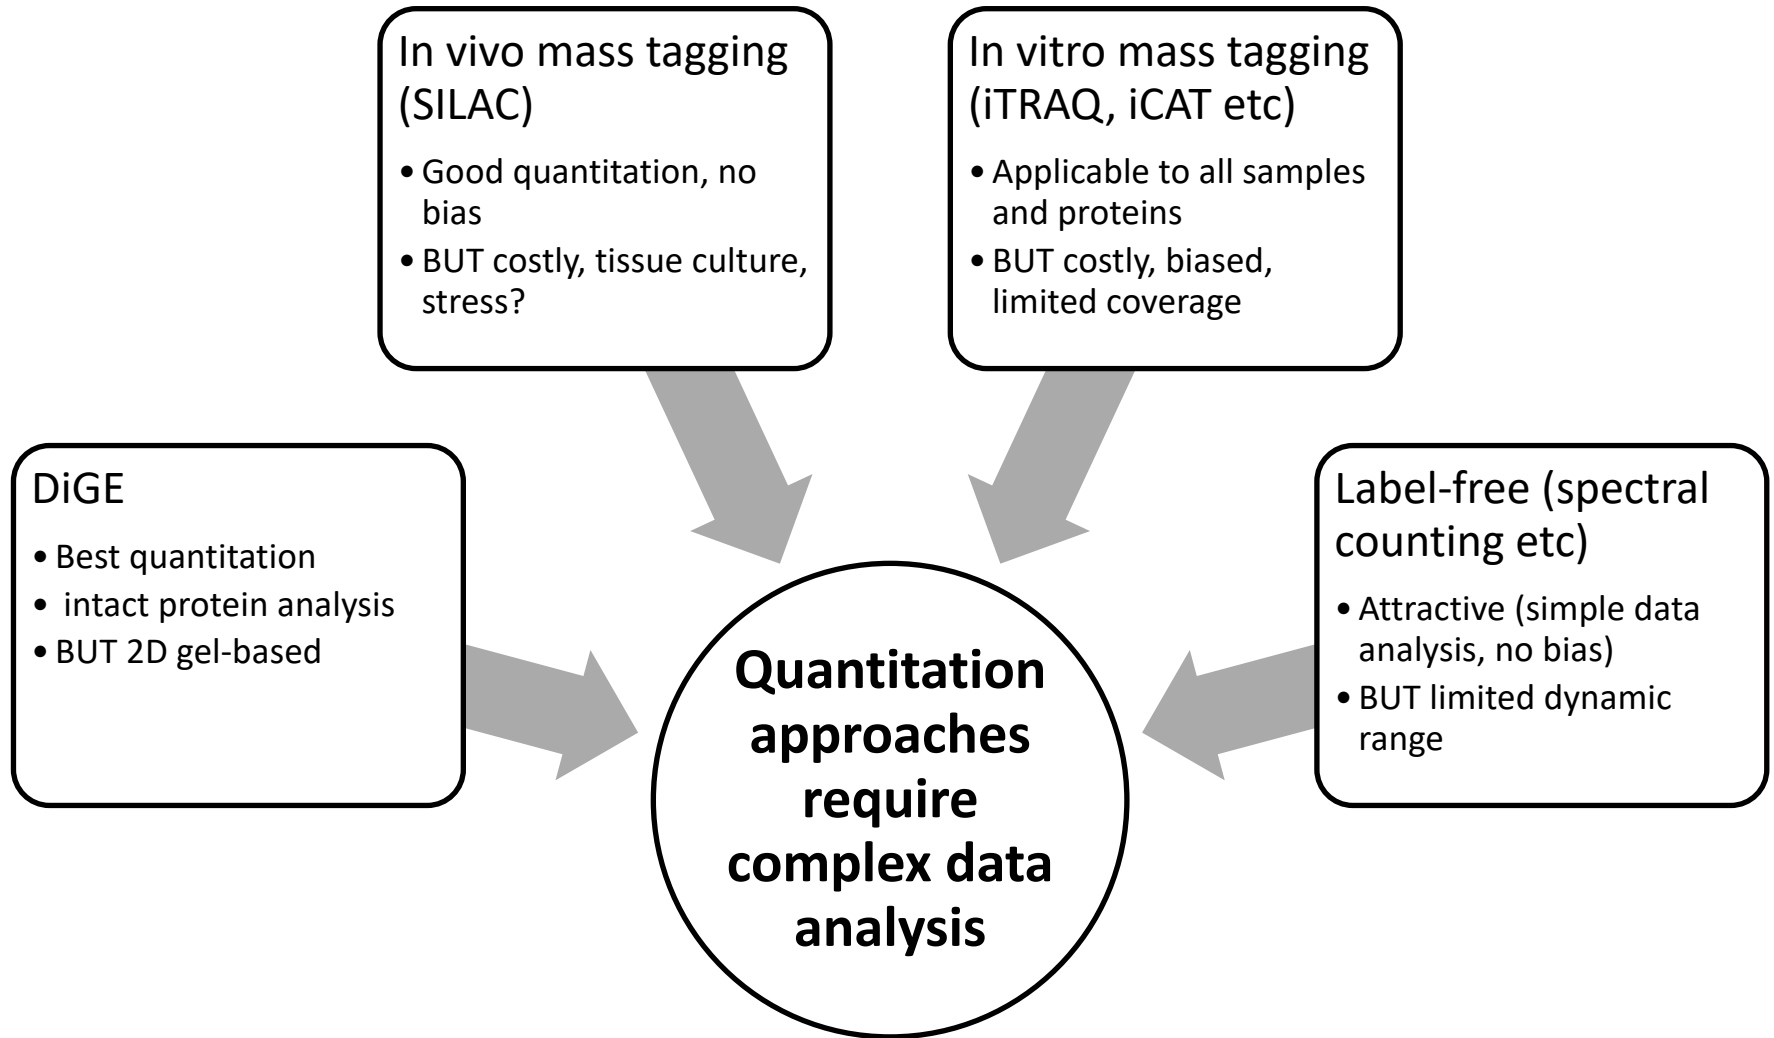 In vivo mass tagging
(SILAC)
• Good quantitation, no
bias
• BUT costly, tissue culture,
stress?
In vitro mass tagging
(iTRAQ, iCAT etc)
• Applicable to all samples
and proteins
• BUT costly, biased,
limited coverage
DiGE
• Best quantitation
• intact protein analysis
• BUT 2D gel-based
Label-free (spectral
counting etc)
• Attractive (simple data
analysis, no bias)
• BUT limited dynamic
range
Quantitation
approaches
require
complex data
analysis